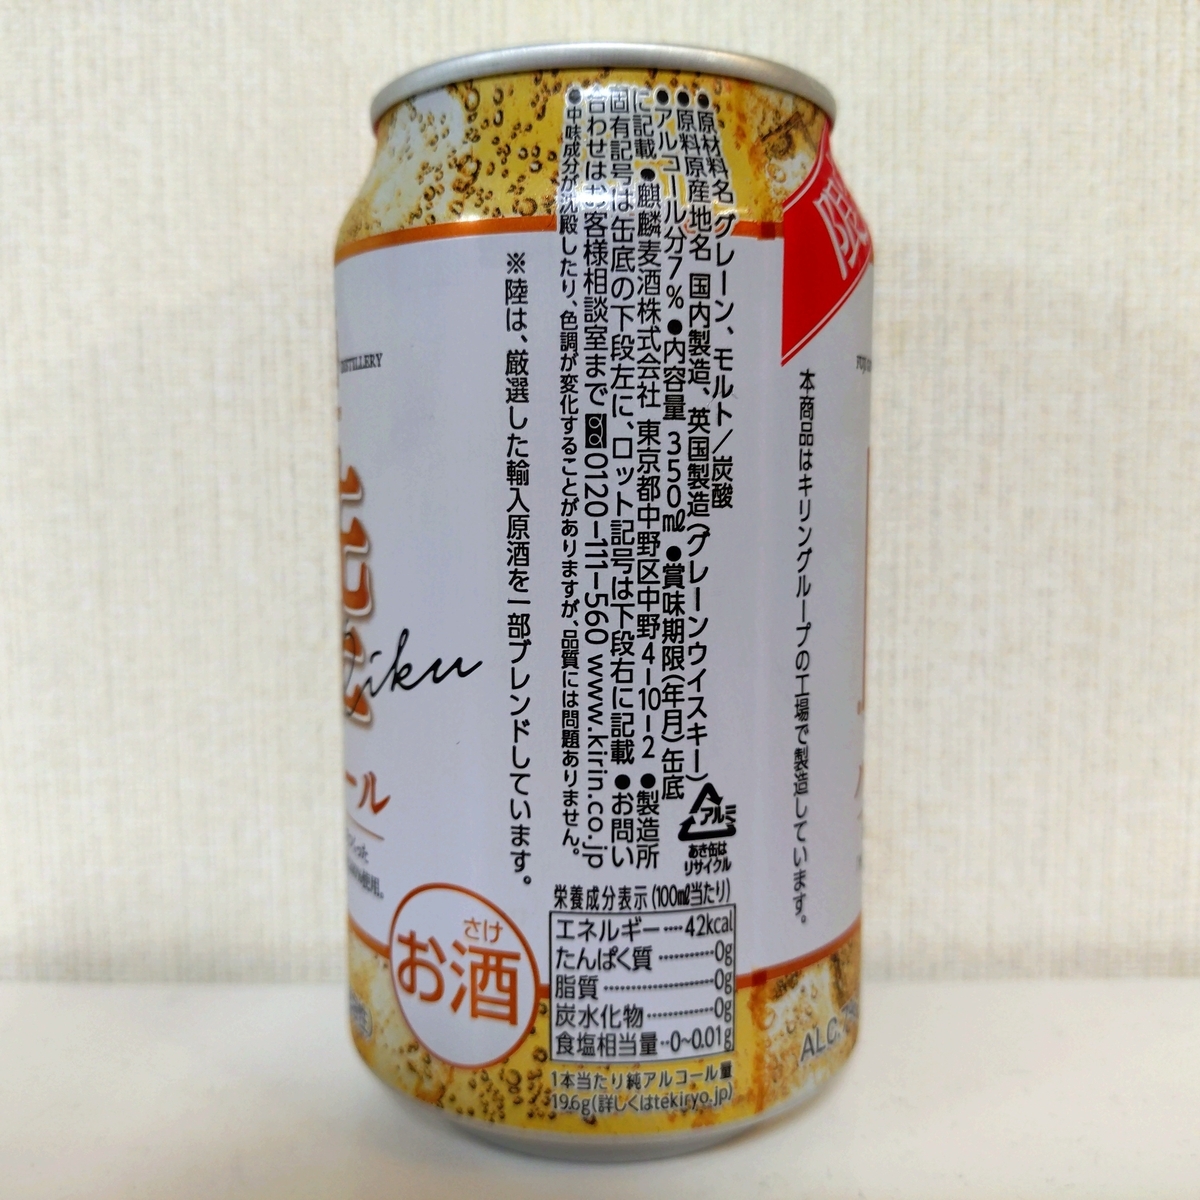 限
本商品はキリングループの工場で製造しています。
●原材料名 グレーン、モルト／炭酸
●原料原産地名 国内製造、英国製造(グレーンウイスキー)
●アルコール分7% ●内容量 350㎖ ●賞味期限(年月)缶底
に記載 ●麒麟麦酒株式会社 東京都中野区中野4-10-2 ●製造所
固有記号は缶底の下段左に、ロット記号は下段右に記載 ●お問い
合わせはお客様相談室まで 0120-111-560 www.kirin.co.jp
●中味成分が沈殿したり、色調が変化することがありますが、品質には問題ありません。
※陸は、厳選した輸入原酒を一部ブレンドしています。
アルミ
あき缶は
リサイクル
栄養成分表示(100㎖当たり)
エネルギー····42kcal
たんぱく質···········0g
脂質·····················0g
炭水化物·············0g
食塩相当量··0~0.01g
1本当たり純アルコール量
19.6g(詳しくはtekiryo.jp)
DISTILLERY
陸
Riku
ール
さけ
お酒
ALC.7%